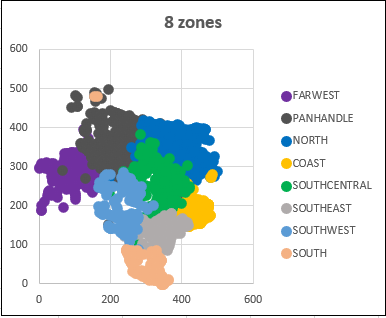 8 zones
600
500
400
300
200
100
0
0 200 400 600
FARWEST
PANHANDLE
NORTH
COAST
SOUTHCENTRAL
SOUTHEAST
SOUTHWEST
SOUTH